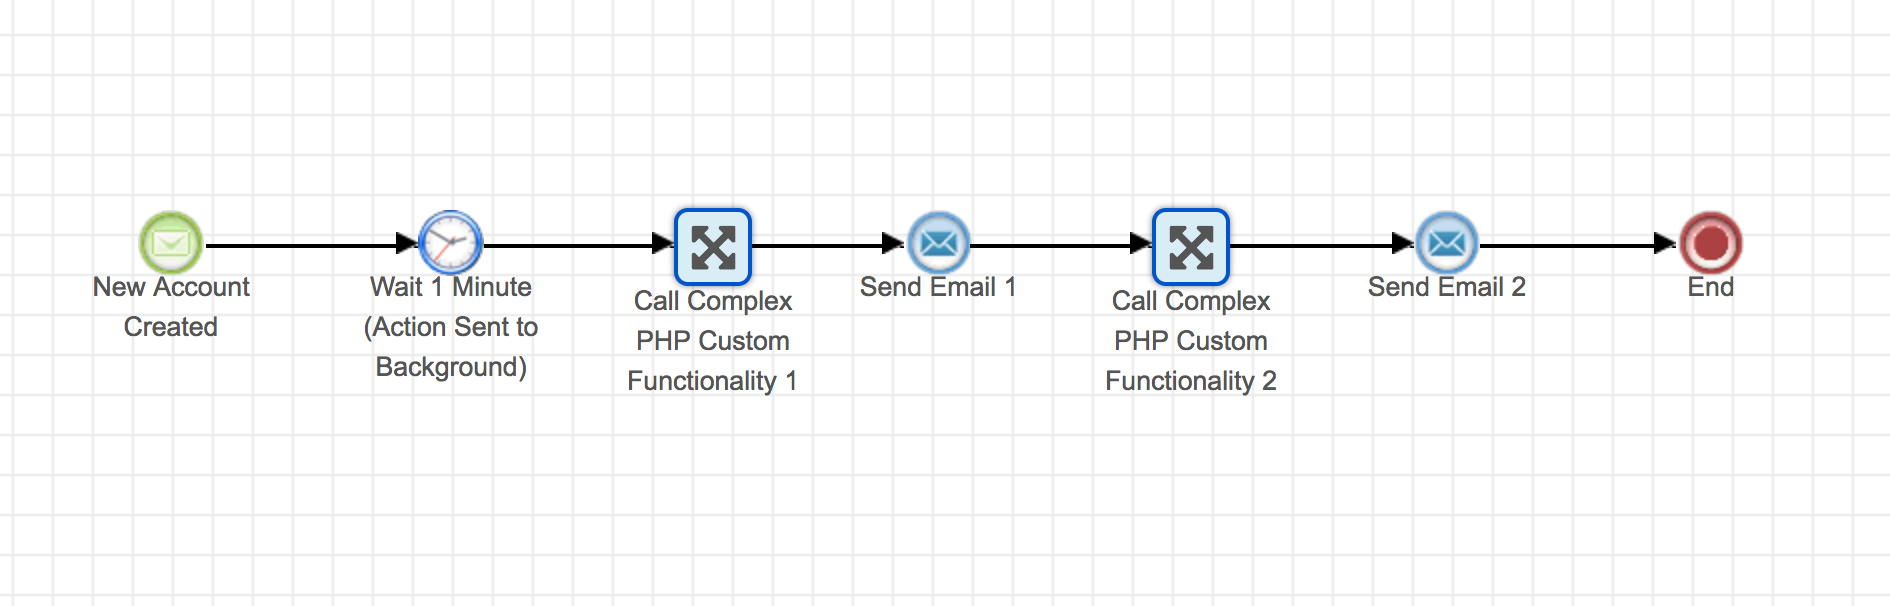 New Account
Created
Wait 1 Minute
(Action Sent to
Background)
Call Complex
PHP Custom
Functionality 1
Send Email 1
Call Complex
PHP Custom
Functionality 2
Send Email 2
End